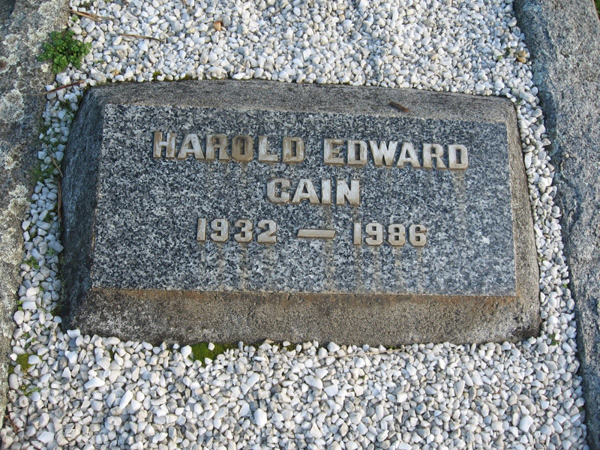 HAROLD EDWARD
CAIN
1932 — 1986